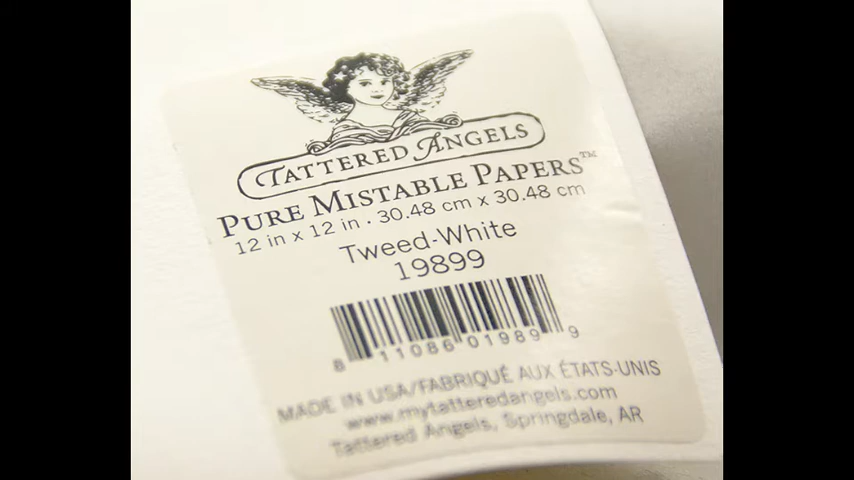 TATTERED ANGELS
PURE MISTABLE PAPERS™
12 in x 12 in · 30.48 cm x 30.48 cm
Tweed-White
19899
8 11086 01989 9
MADE IN USA/FABRIQUÉ AUX ÉTATS-UNIS
www.mytatteredangels.com
Tattered Angels, Springdale, AR